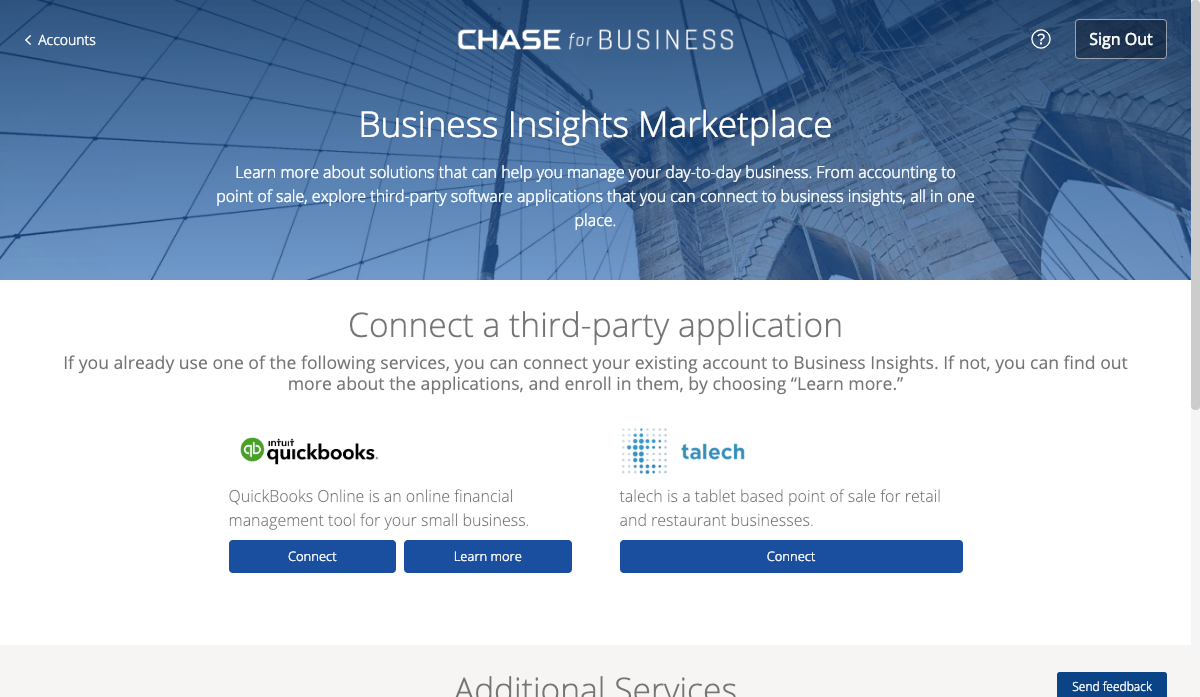 Accounts
CHASE for BUSINESS
Sign Out
Business Insights Marketplace
Learn more about solutions that can help you manage your day-to-day business. From accounting to
point of sale, explore third-party software applications that you can connect to business insights, all in one
place.
Connect a third-party application
If you already use one of the following services, you can connect your existing account to Business Insights. If not, you can find out
more about the applications, and enroll in them, by choosing “Learn more.”
qb intuit quickbooks.
talech
QuickBooks Online is an online financial
management tool for your small business.
talech is a tablet based point of sale for retail
and restaurant businesses.
Connect
Learn more
Connect
Additional Services
Send feedback